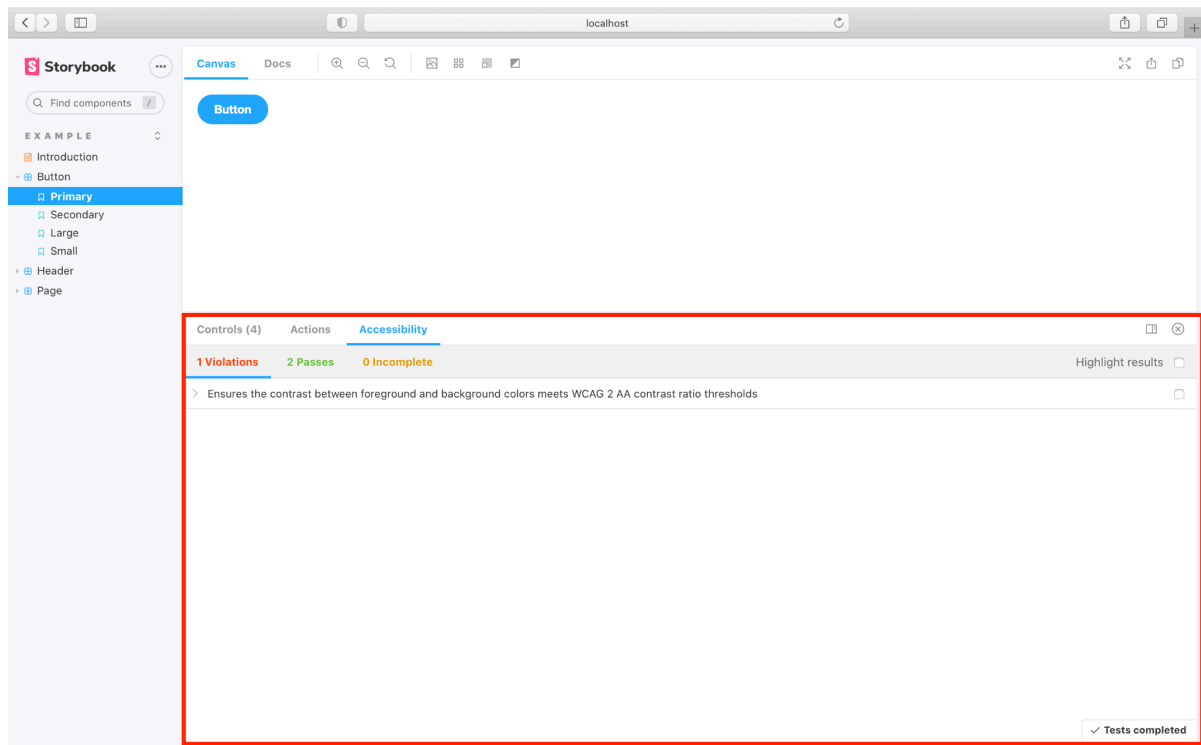 localhost
Storybook
Find components /
EXAMPLE
Introduction
Button
Primary
Secondary
Large
Small
Header
Page
Canvas Docs
Button
Controls (4) Actions Accessibility
1 Violations 2 Passes 0 Incomplete Highlight results
Ensures the contrast between foreground and background colors meets WCAG 2 AA contrast ratio thresholds
Tests completed